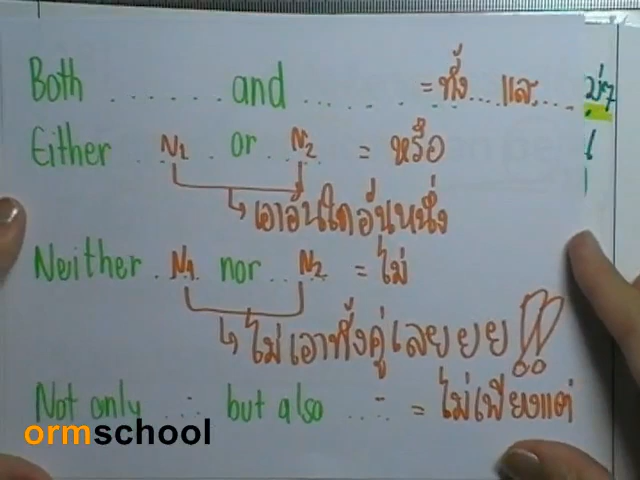 Both ........ and ........ = ทั้ง.... และ....
Either .. N1 .. or .. N2 .. = หรือ
↳ เอาอันใดอันหนึ่ง
Neither . N1 . nor .. N2 .. = ไม่
↳ ไม่เอาทั้งคู่เลยยย!!
Not only ..... but also ..... = ไม่เพียงแต่
ormschool